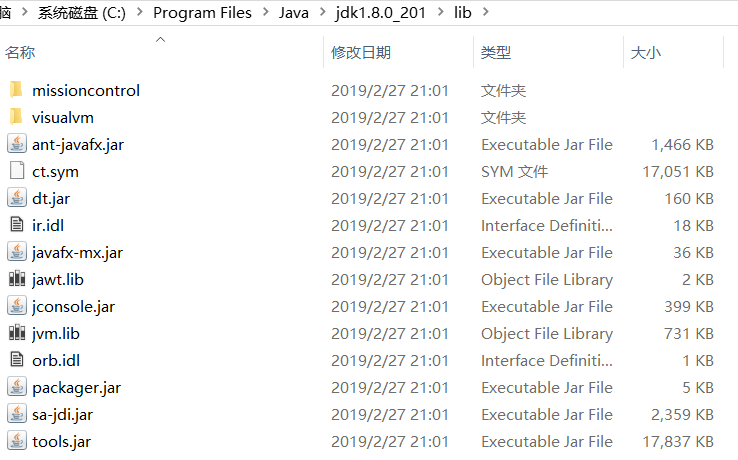 脑 › 系统磁盘 (C:) › Program Files › Java › jdk1.8.0_201 › lib ›
名称 修改日期 类型 大小
missioncontrol 2019/2/27 21:01 文件夹
visualvm 2019/2/27 21:01 文件夹
ant-javafx.jar 2019/2/27 21:01 Executable Jar File 1,466 KB
ct.sym 2019/2/27 21:01 SYM 文件 17,051 KB
dt.jar 2019/2/27 21:01 Executable Jar File 160 KB
ir.idl 2019/2/27 21:01 Interface Definiti... 18 KB
javafx-mx.jar 2019/2/27 21:01 Executable Jar File 36 KB
jawt.lib 2019/2/27 21:01 Object File Library 2 KB
jconsole.jar 2019/2/27 21:01 Executable Jar File 399 KB
jvm.lib 2019/2/27 21:01 Object File Library 731 KB
orb.idl 2019/2/27 21:01 Interface Definiti... 1 KB
packager.jar 2019/2/27 21:01 Executable Jar File 5 KB
sa-jdi.jar 2019/2/27 21:01 Executable Jar File 2,359 KB
tools.jar 2019/2/27 21:01 Executable Jar File 17,837 KB